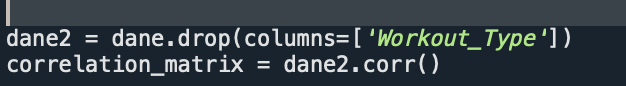 dane2 = dane.drop(columns=['Workout_Type'])
correlation_matrix = dane2.corr()